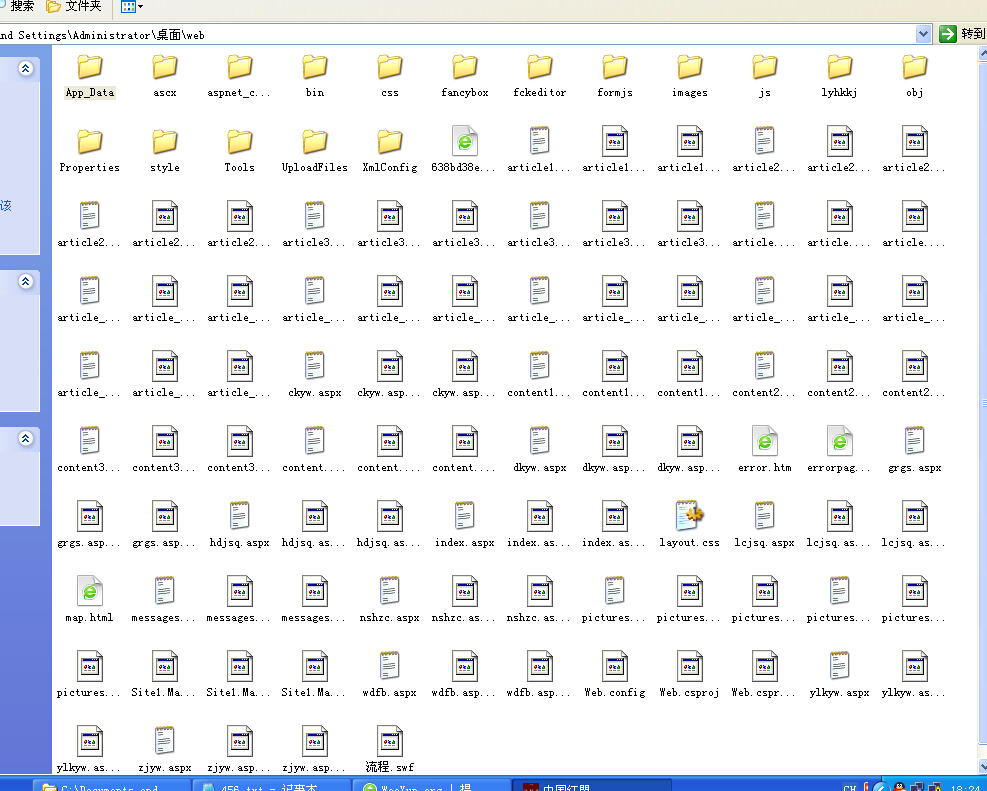 搜索 文件夹
nd Settings\Administrator\桌面\web 转到
App_Data ascx aspnet_c... bin css fancybox fckeditor formjs images js lyhkkj obj
Properties style Tools UploadFiles XmlConfig 638bd38e... article1... article1... article1... article2... article2... article2...
该
article2... article2... article2... article3... article3... article3... article3... article3... article3... article.... article.... article....
article_... article_... article_... article_... article_... article_... article_... article_... article_... article_... article_... article_...
article_... article_... article_... ckyw.aspx ckyw.asp... ckyw.asp... content1... content1... content1... content2... content2... content2...
content3... content3... content3... content.... content.... content.... dkyw.aspx dkyw.asp... dkyw.asp... error.htm errorpag... grgs.aspx
grgs.asp... grgs.asp... hdjsq.aspx hdjsq.as... hdjsq.as... index.aspx index.as... index.as... layout.css lcjsq.aspx lcjsq.as... lcjsq.as...
map.html messages... messages... messages... nshzc.aspx nshzc.as... nshzc.as... pictures... pictures... pictures... pictures... pictures...
pictures... Site1.Ma... Site1.Ma... Site1.Ma... wdfb.aspx wdfb.asp... wdfb.asp... Web.config Web.csproj Web.cspr... ylkyw.aspx ylkyw.as...
ylkyw.as... zjyw.aspx zjyw.asp... zjyw.asp... 流程.swf
C:\Documents and 456.txt - 记事本 WooYun.org | 提 中国红盟 CH 18:24